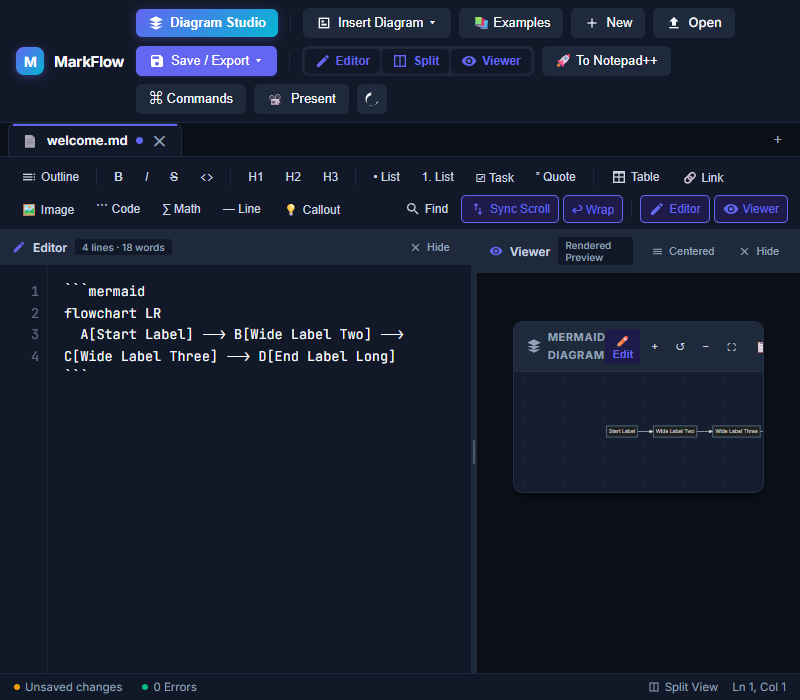 Diagram Studio
Insert Diagram
Examples
+ New
Open
M MarkFlow
Save / Export
Editor
Split
Viewer
To Notepad++
⌘ Commands
Present
welcome.md
+
Outline
B
I
S
<>
H1
H2
H3
• List
1. List
☑ Task
" Quote
Table
Link
Image
``` Code
∑ Math
— Line
Callout
Find
Sync Scroll
↩ Wrap
Editor
Viewer
Editor
4 lines · 18 words
× Hide
Viewer
Rendered
Preview
Centered
× Hide
1 ```mermaid
2 flowchart LR
3 A[Start Label] --> B[Wide Label Two] -->
4 C[Wide Label Three] --> D[End Label Long]
```
MERMAID
DIAGRAM
Edit
+
↺
−
Start Label
Wide Label Two
Wide Label Three
Unsaved changes
0 Errors
Split View
Ln 1, Col 1